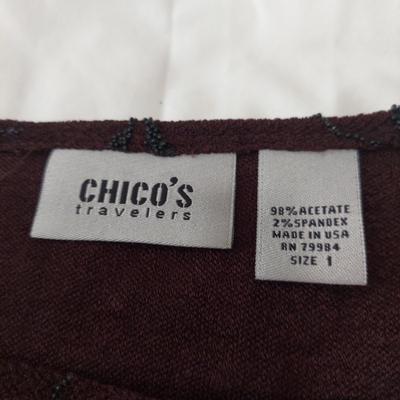 CHICO'S
travelers
98% ACETATE
2% SPANDEX
MADE IN USA
RN 79984
SIZE 1